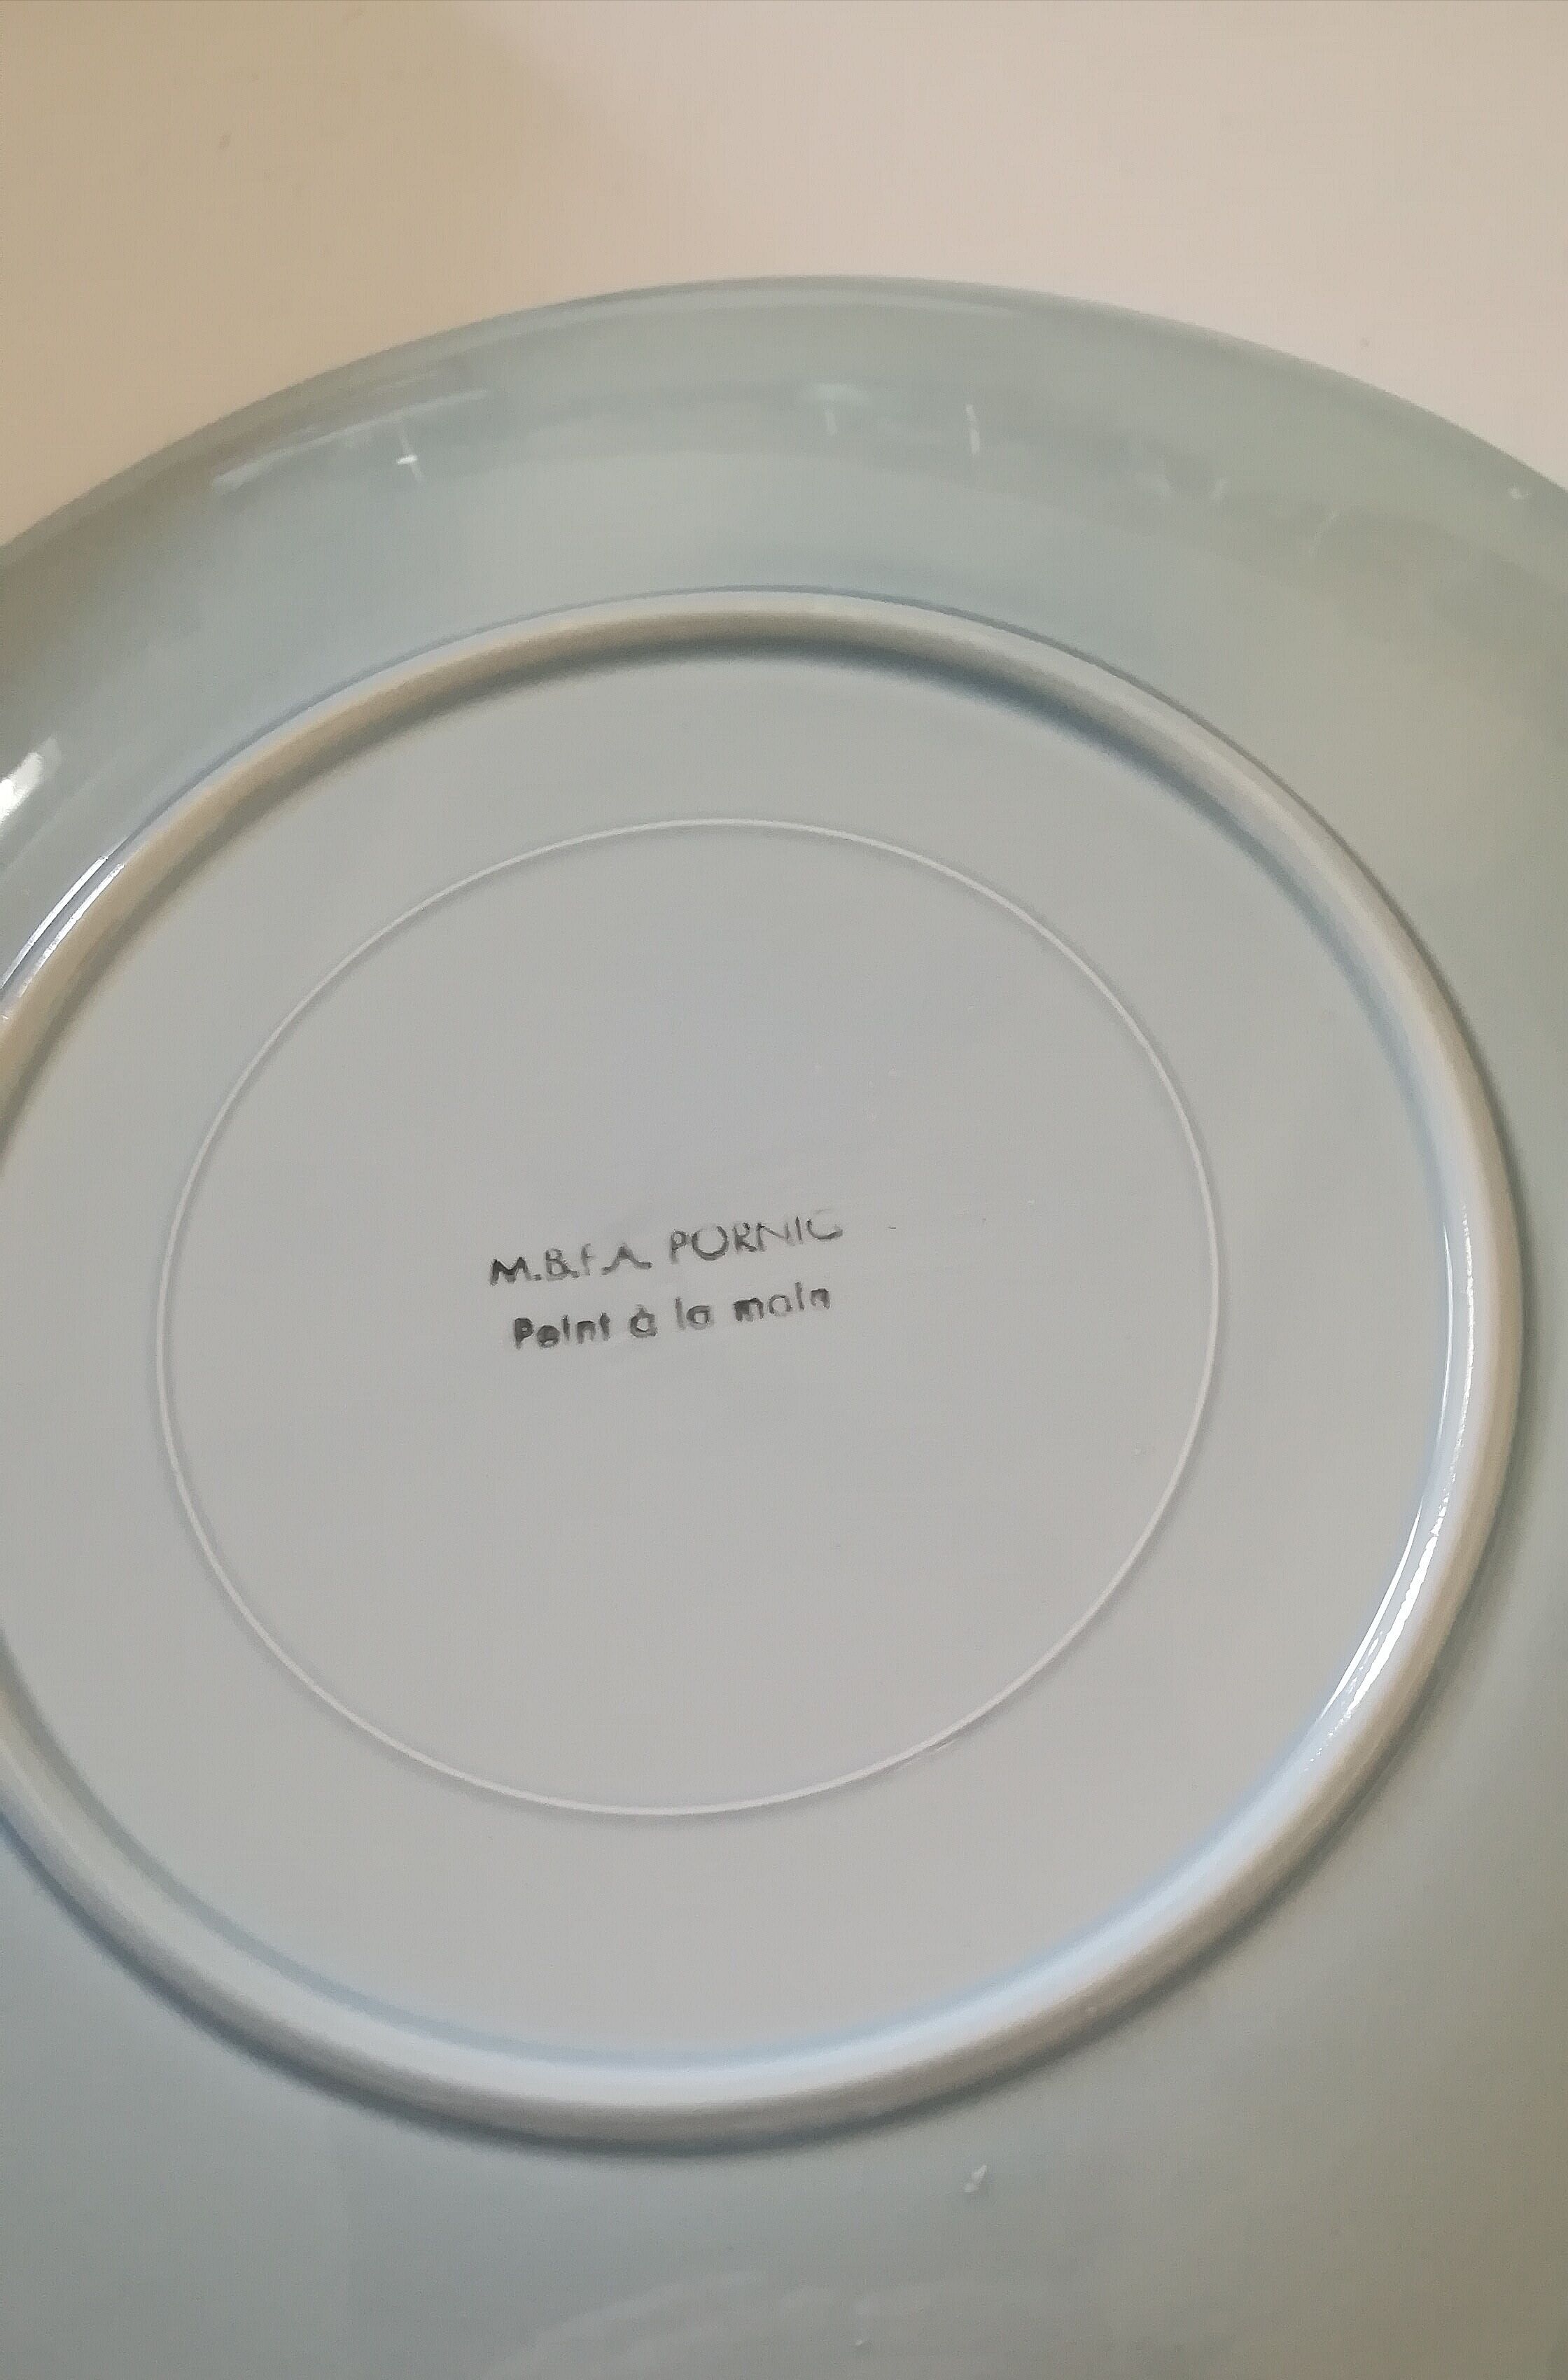 M.B.F.A. PORNIC
Peint à la main